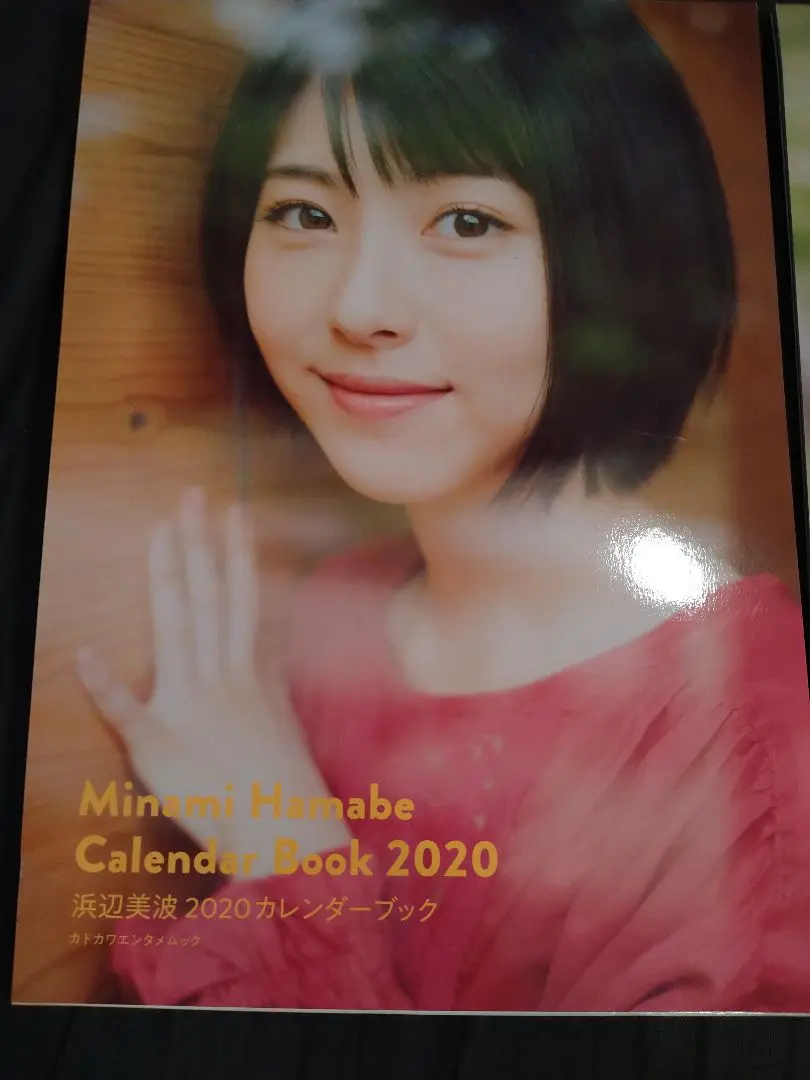 Minami Hamabe
Calendar Book 2020
浜辺美波 2020カレンダーブック
カドカワエンタメムック